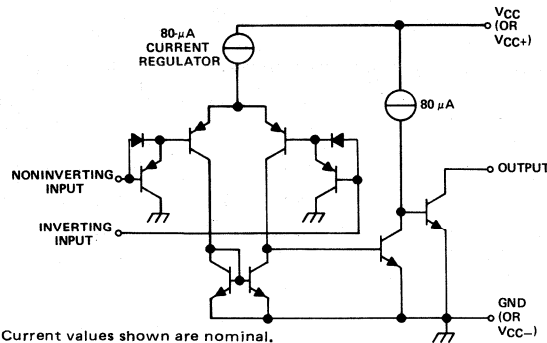 80-µA
CURRENT
REGULATOR
VCC
(OR
VCC+)
80 µA
NONINVERTING
INPUT
OUTPUT
INVERTING
INPUT
GND
(OR
VCC−)
Current values shown are nominal.